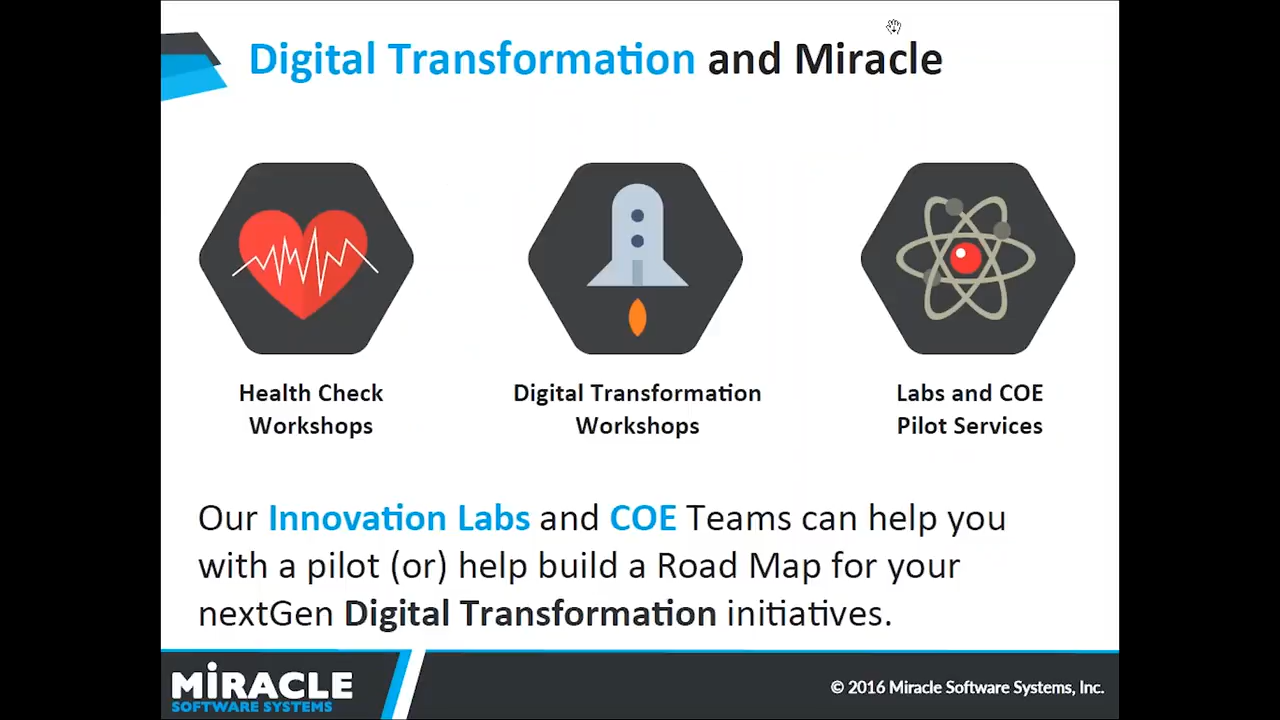 Digital Transformation and Miracle
Health Check
Workshops
Digital Transformation
Workshops
Labs and COE
Pilot Services
Our Innovation Labs and COE Teams can help you
with a pilot (or) help build a Road Map for your
nextGen Digital Transformation initiatives.
MiRACLE
SOFTWARE SYSTEMS
© 2016 Miracle Software Systems, Inc.